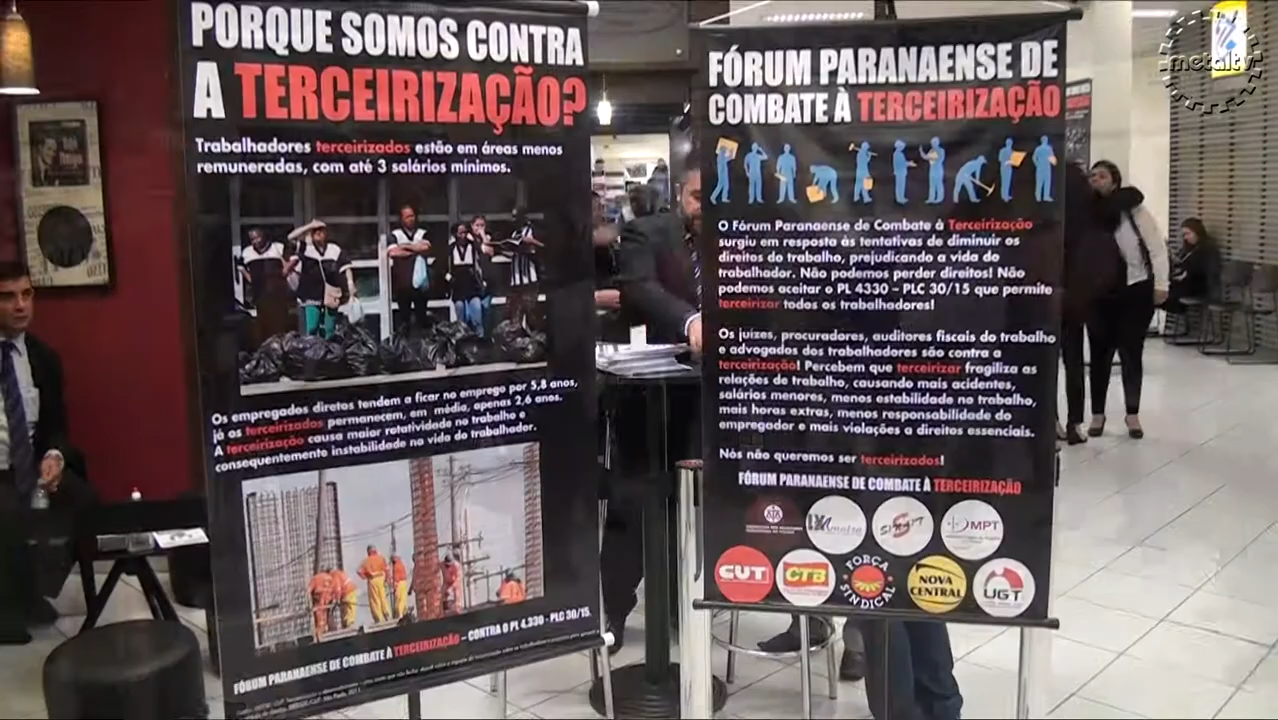 PORQUE SOMOS CONTRA
A TERCEIRIZAÇÃO?
Trabalhadores terceirizados estão em áreas menos
remuneradas, com até 3 salários mínimos.
Os empregados diretos tendem a ficar no emprego por 5,8 anos,
já os terceirizados permanecem, em média, apenas 2,6 anos.
A terceirização causa maior rotatividade no trabalho e
consequentemente instabilidade na vida do trabalhador.
FÓRUM PARANAENSE DE COMBATE À TERCEIRIZAÇÃO – CONTRA O PL 4.330 - PLC 30/15.
FÓRUM PARANAENSE DE
COMBATE À TERCEIRIZAÇÃO
O Fórum Paranaense de Combate à Terceirização
surgiu em resposta às tentativas de diminuir os
direitos do trabalho, prejudicando a vida do
trabalhador. Não podemos perder direitos! Não
podemos aceitar o PL 4330 – PLC 30/15 que permite
terceirizar todos os trabalhadores!
Os juízes, procuradores, auditores fiscais do trabalho
e advogados dos trabalhadores são contra a
terceirização! Percebem que terceirizar fragiliza as
relações de trabalho, causando mais acidentes,
salários menores, menos estabilidade no trabalho,
mais horas extras, menos responsabilidade do
empregador e mais violações a direitos essenciais.
Nós não queremos ser terceirizados!
FÓRUM PARANAENSE DE COMBATE À TERCEIRIZAÇÃO
MPT
CUT
CTB
FORÇA
SINDICAL
NOVA
CENTRAL
UGT
metaltv